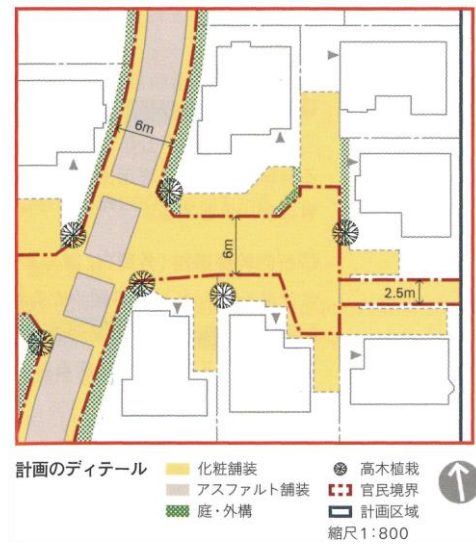 6m
6m
2.5m
計画のディテール
化粧舗装
アスファルト舗装
庭・外構
高木植栽
官民境界
計画区域
縮尺1:800